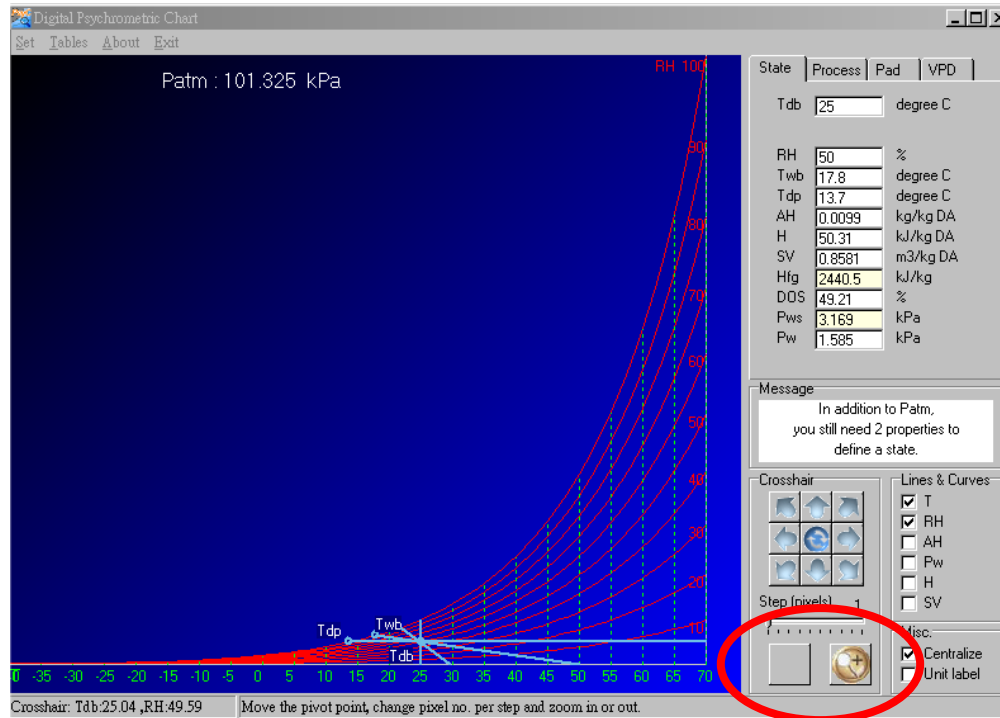 Digital Psychrometric Chart
Set Tables About Exit
Patm : 101.325 kPa
RH 100
90
80
70
60
50
40
30
20
10
Tdp
Twb
Tdb
-35 -30 -25 -20 -15 -10 -5 0 5 10 15 20 25 30 35 40 45 50 55 60 65 70
State Process Pad VPD
Tdb 25 degree C
RH 50 %
Twb 17.8 degree C
Tdp 13.7 degree C
AH 0.0099 kg/kg DA
H 50.31 kJ/kg DA
SV 0.8581 m3/kg DA
Hfg 2440.5 kJ/kg
DOS 49.21 %
Pws 3.169 kPa
Pw 1.585 kPa
Message
In addition to Patm,
you still need 2 properties to
define a state.
Crosshair
Step (pixels) 1
Lines & Curves
T
RH
AH
Pw
H
SV
Misc.
Centralize
Unit label
Crosshair: Tdb:25.04 ,RH:49.59 Move the pivot point, change pixel no. per step and zoom in or out.